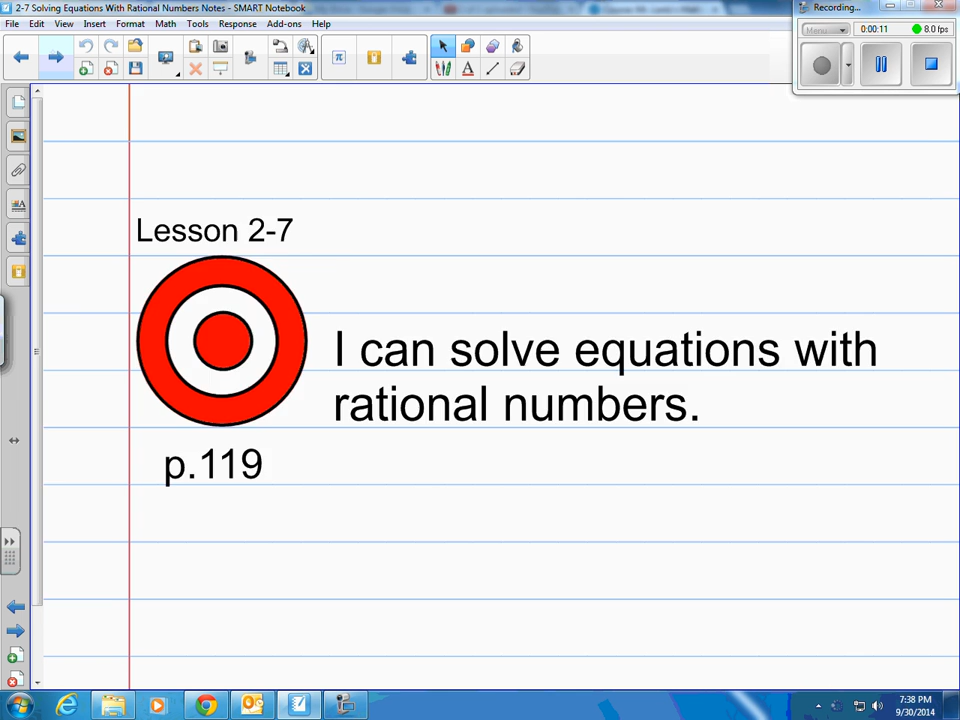 2-7 Solving Equations With Rational Numbers Notes - SMART Notebook
Recording...
File Edit View Insert Format Math Tools Response Add-ons Help
Menu 0:00:11 8.0 fps
Lesson 2-7
I can solve equations with
rational numbers.
p.119
7:38 PM
9/30/2014